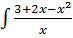 ∫ 3+2x−x²
x